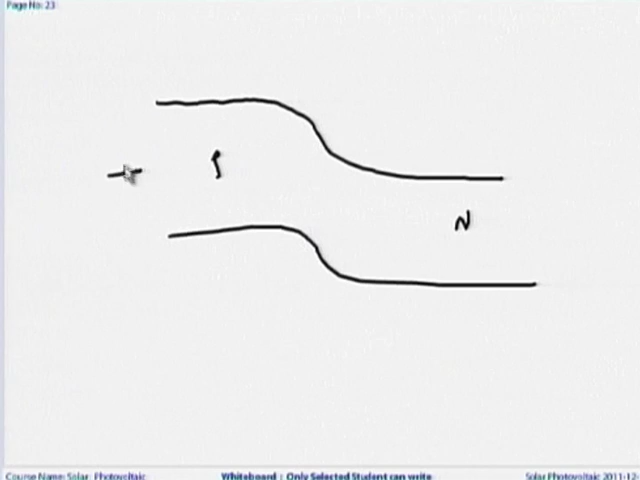 Page No: 23
P
N
Course Name: Solar Photovoltaic
Whiteboard : Only Selected Student can write
Solar Photovoltaic 2011-12-